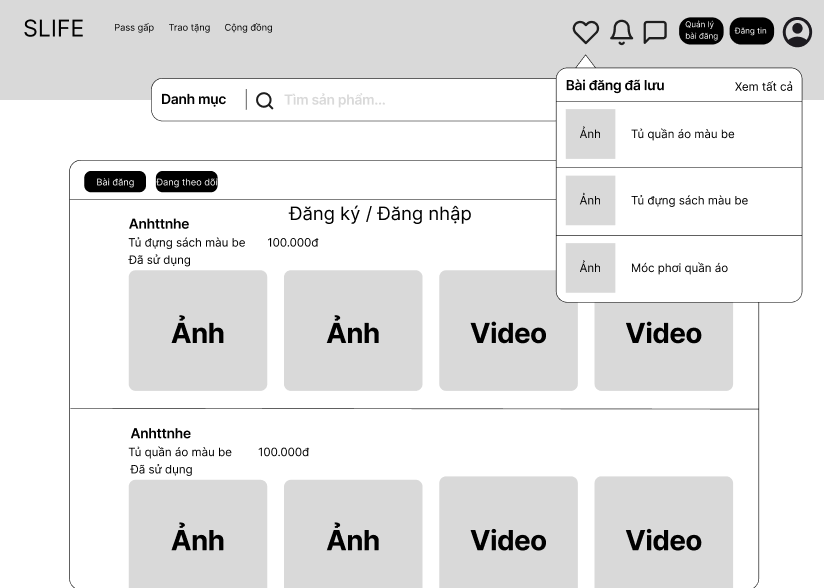 SLIFE
Pass gấp
Trao tặng
Cộng đồng
Quản lý
bài đăng
Đăng tin
Danh mục
Tìm sản phẩm...
Bài đăng đã lưu
Xem tất cả
Ảnh
Tủ quần áo màu be
Ảnh
Tủ đựng sách màu be
Ảnh
Móc phơi quần áo
Bài đăng
Đang theo dõi
Đăng ký / Đăng nhập
Anhttnhe
Tủ đựng sách màu be 100.000đ
Đã sử dụng
Ảnh
Ảnh
Video
Video
Anhttnhe
Tủ quần áo màu be 100.000đ
Đã sử dụng
Ảnh
Ảnh
Video
Video